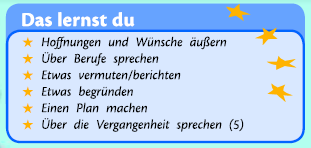 Das lernst du
Hoffnungen und Wünsche äußern
Über Berufe sprechen
Etwas vermuten/berichten
Etwas begründen
Einen Plan machen
Über die Vergangenheit sprechen (5)